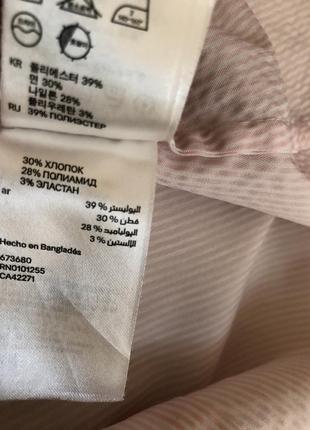 KR
폴리에스터 39%
면 30%
나일론 28%
폴리우레탄 3%
RU
39% ПОЛИЭСТЕР
30% ХЛОПОК
28% ПОЛИАМИД
3% ЭЛАСТАН
ar
البوليستر 39 %
قطن 30 %
البولياميد 28 %
الإلستين 3 %
Hecho en Bangladés
673680
RN0101255
CA42271